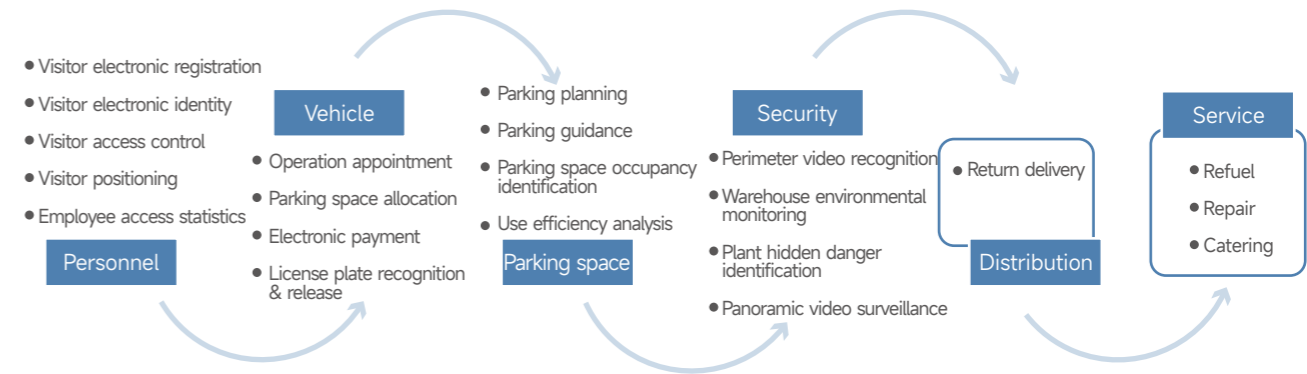 • Visitor electronic registration
• Visitor electronic identity
• Visitor access control
• Visitor positioning
• Employee access statistics
Personnel
Vehicle
• Operation appointment
• Parking space allocation
• Electronic payment
• License plate recognition
& release
• Parking planning
• Parking guidance
• Parking space occupancy
identification
• Use efficiency analysis
Parking space
Security
• Perimeter video recognition
• Warehouse environmental
monitoring
• Plant hidden danger
identification
• Panoramic video surveillance
• Return delivery
Distribution
Service
• Refuel
• Repair
• Catering